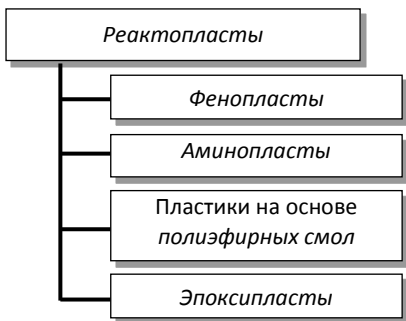 Реактопласты
Фенопласты
Аминопласты
Пластики на основе
полиэфирных смол
Эпоксипласты